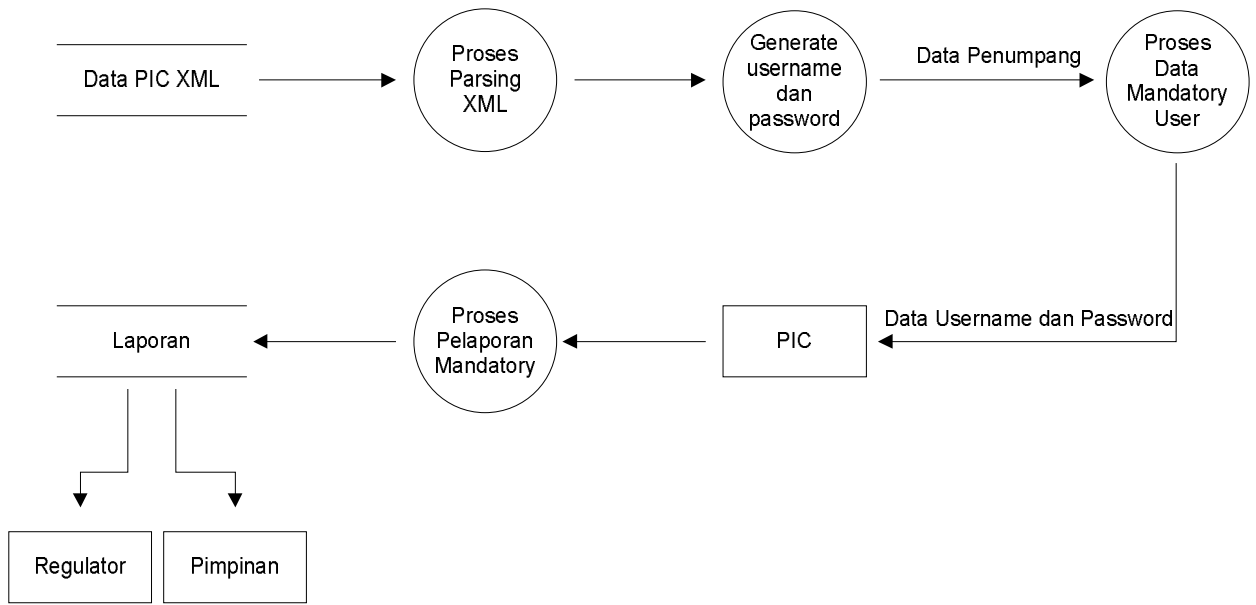 Data PIC XML
Proses
Parsing
XML
Generate
username
dan
password
Data Penumpang
Proses
Data
Mandatory
User
Laporan
Proses
Pelaporan
Mandatory
PIC
Data Username dan Password
Regulator
Pimpinan